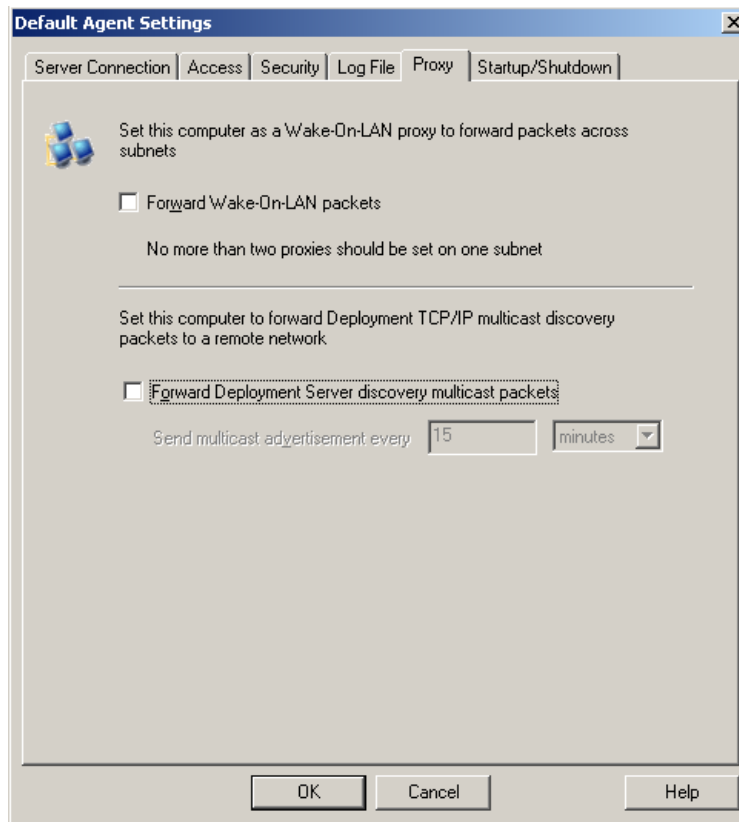 Default Agent Settings
Server Connection Access Security Log File Proxy Startup/Shutdown
Set this computer as a Wake-On-LAN proxy to forward packets across
subnets
Forward Wake-On-LAN packets
No more than two proxies should be set on one subnet
Set this computer to forward Deployment TCP/IP multicast discovery
packets to a remote network
Forward Deployment Server discovery multicast packets
Send multicast advertisement every 15 minutes
OK Cancel Help